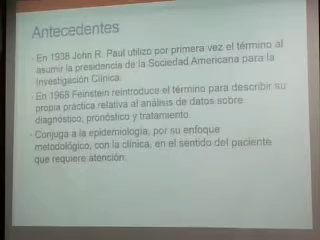 Antecedentes
- En 1938 John R. Paul utilizo por primera vez el término al
asumir la presidencia de la Sociedad Americana para la
Investigación Clínica.
- En 1968 Feinstein reintroduce el término para describir su
propia práctica relativa al análisis de datos sobre
diagnóstico, pronóstico y tratamiento.
- Conjuga a la epidemiología, por su enfoque
metodológico, con la clínica, en el sentido del paciente
que requiere atención.